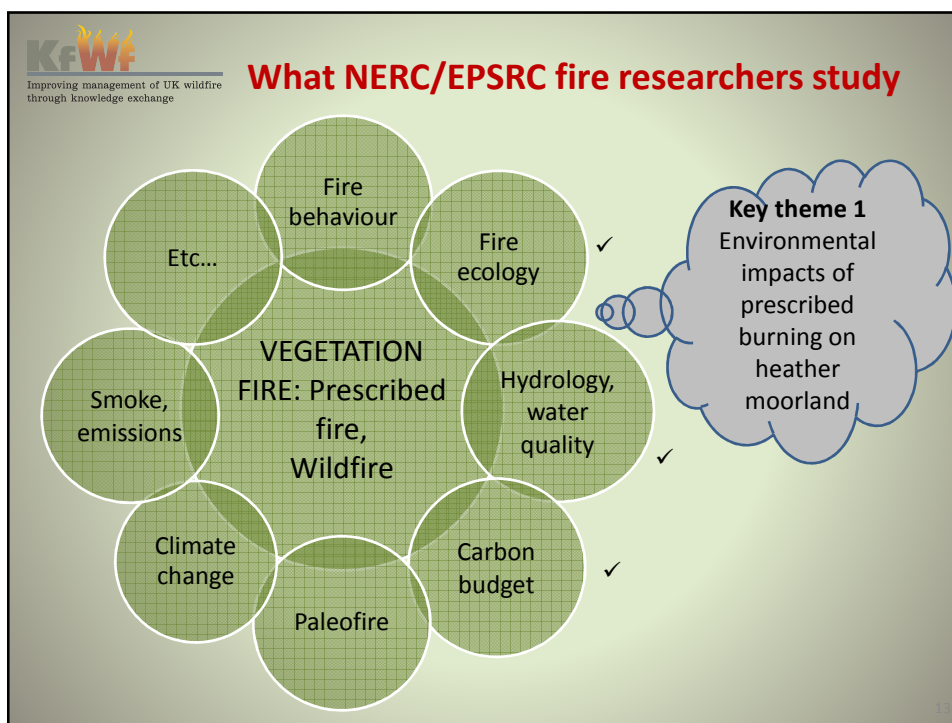 KfWf
Improving management of UK wildfire
through knowledge exchange
What NERC/EPSRC fire researchers study
Fire
behaviour
Fire
ecology
✓
Hydrology,
water
quality
✓
Carbon
budget
✓
Paleofire
Climate
change
Smoke,
emissions
Etc...
VEGETATION
FIRE: Prescribed
fire,
Wildfire
Key theme 1
Environmental
impacts of
prescribed
burning on
heather
moorland
13